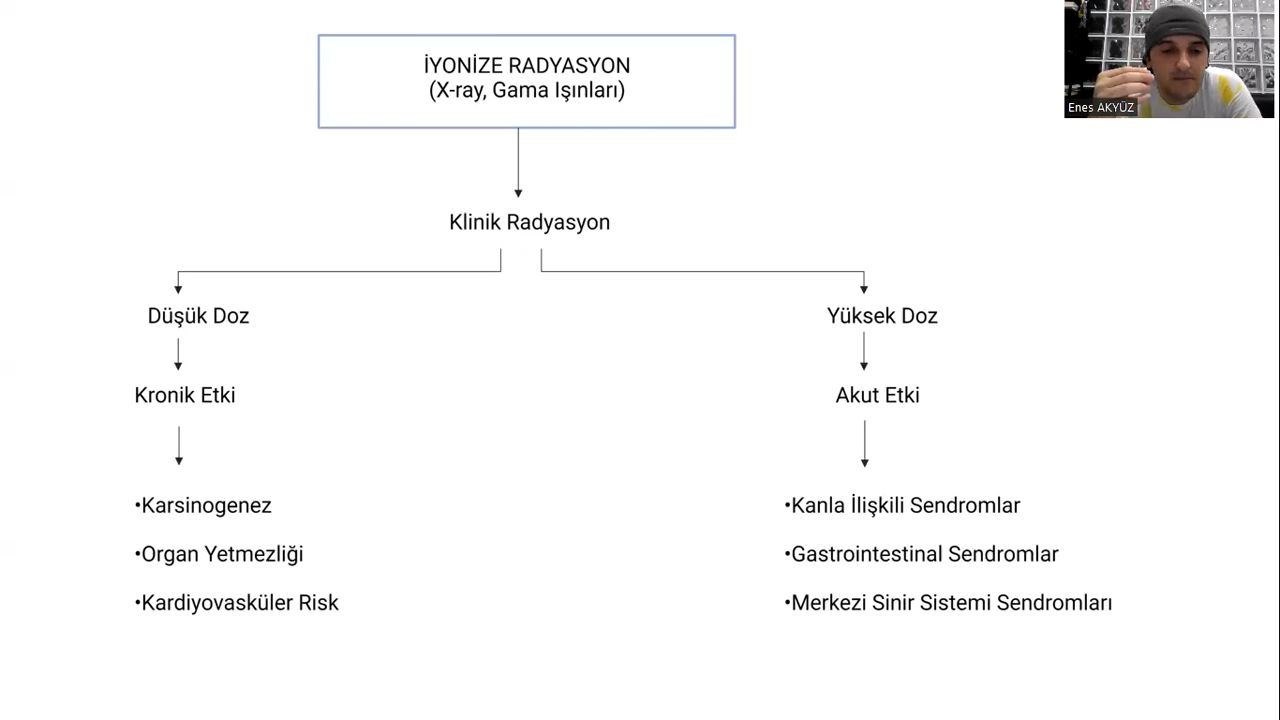 İYONİZE RADYASYON
(X-ray, Gama Işınları)
Enes AKYÜZ
Klinik Radyasyon
Düşük Doz
Yüksek Doz
Kronik Etki
Akut Etki
•Karsinogenez
•Organ Yetmezliği
•Kardiyovasküler Risk
•Kanla İlişkili Sendromlar
•Gastrointestinal Sendromlar
•Merkezi Sinir Sistemi Sendromları